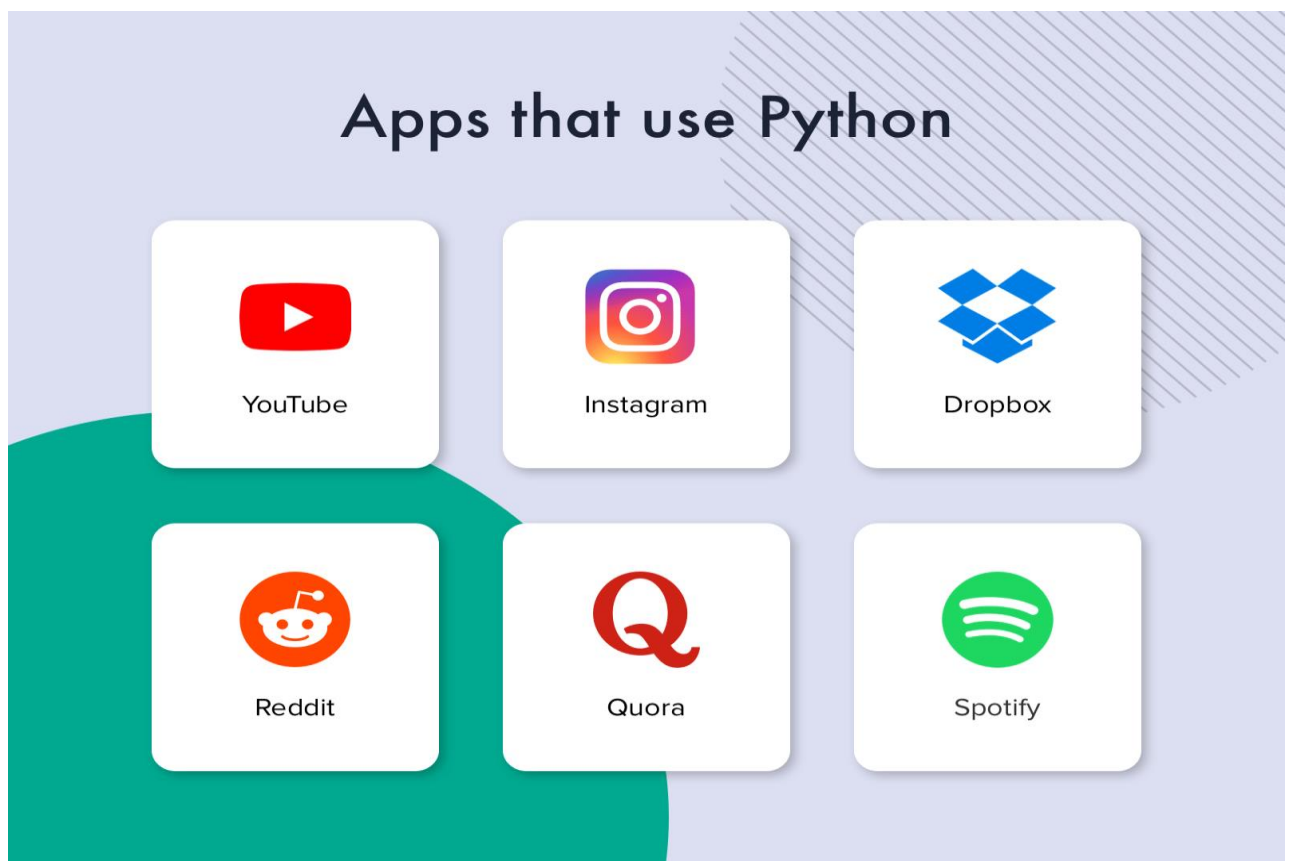 Apps that use Python
YouTube
Instagram
Dropbox
Reddit
Quora
Spotify